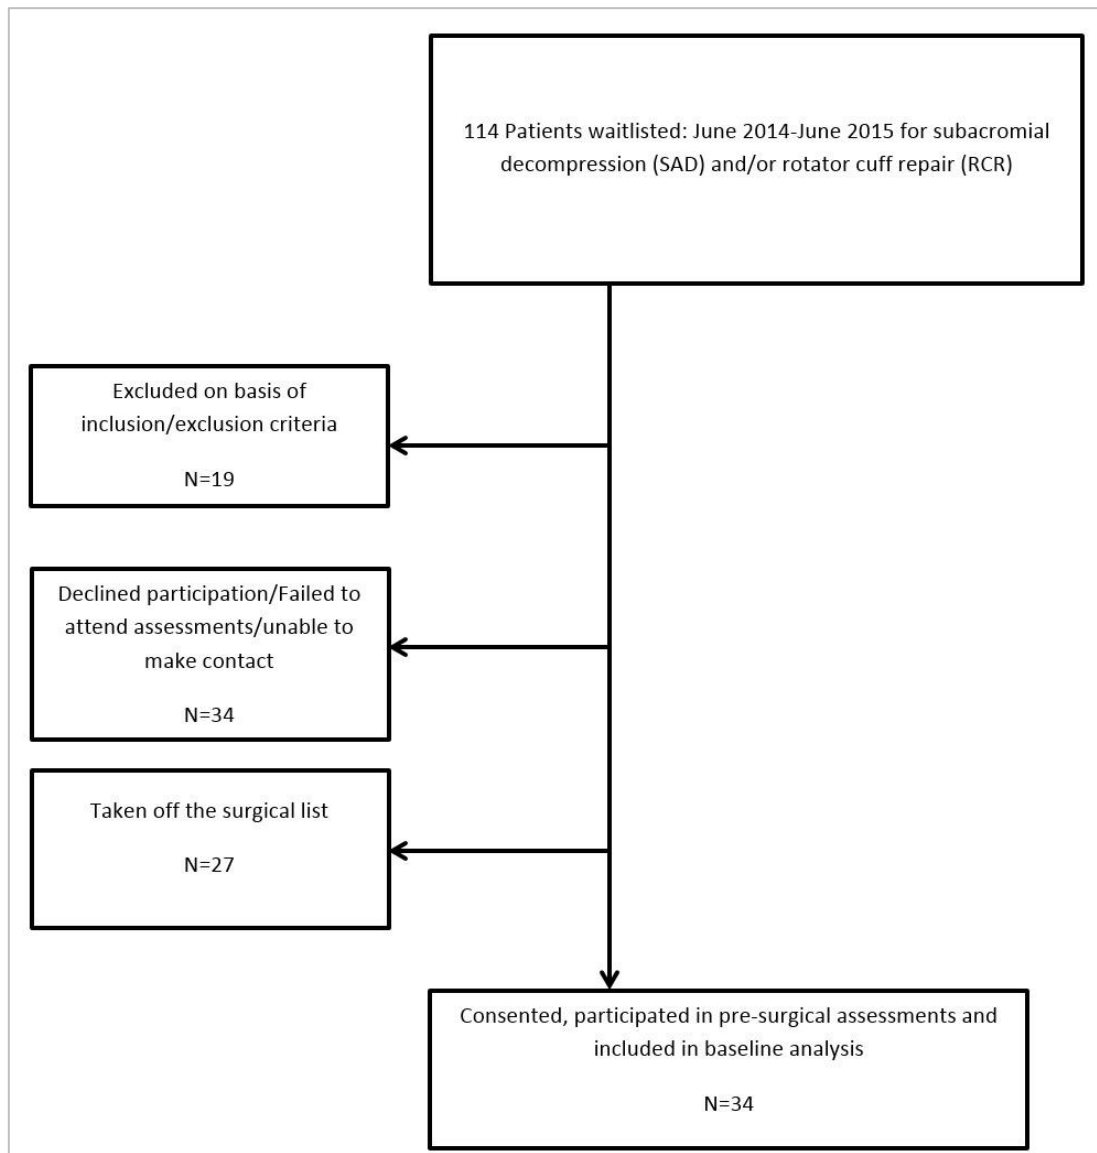 114 Patients waitlisted: June 2014-June 2015 for subacromial
decompression (SAD) and/or rotator cuff repair (RCR)
Excluded on basis of
inclusion/exclusion criteria
N=19
Declined participation/Failed to
attend assessments/unable to
make contact
N=34
Taken off the surgical list
N=27
Consented, participated in pre-surgical assessments and
included in baseline analysis
N=34